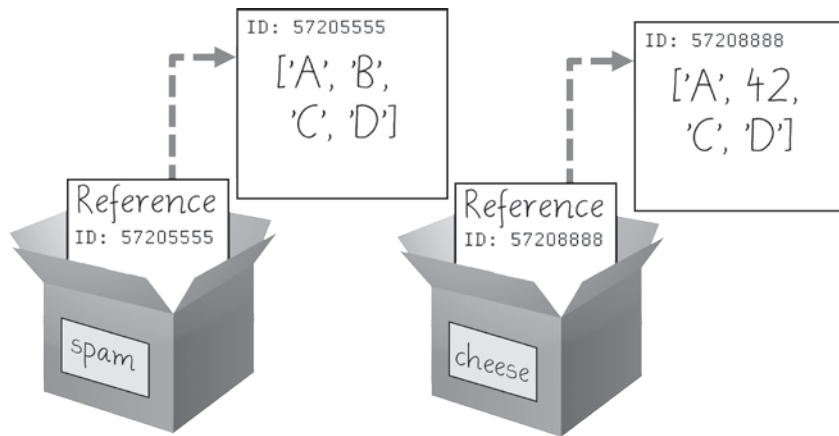 ID: 57205555
['A', 'B',
'C', 'D']
Reference
ID: 57205555
spam
ID: 57208888
['A', 42,
'C', 'D']
Reference
ID: 57208888
cheese